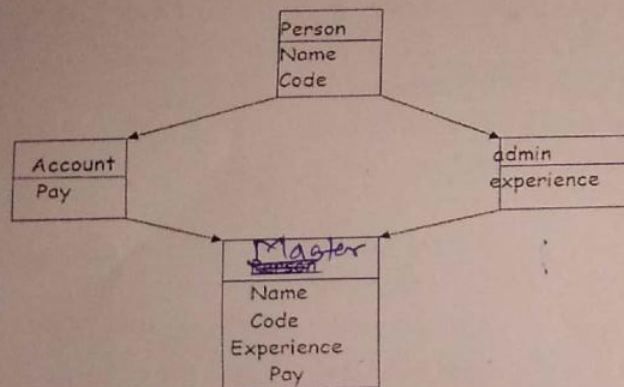 Person
Name
Code
Account
Pay
admin
experience
Master
Person
Name
Code
Experience
Pay